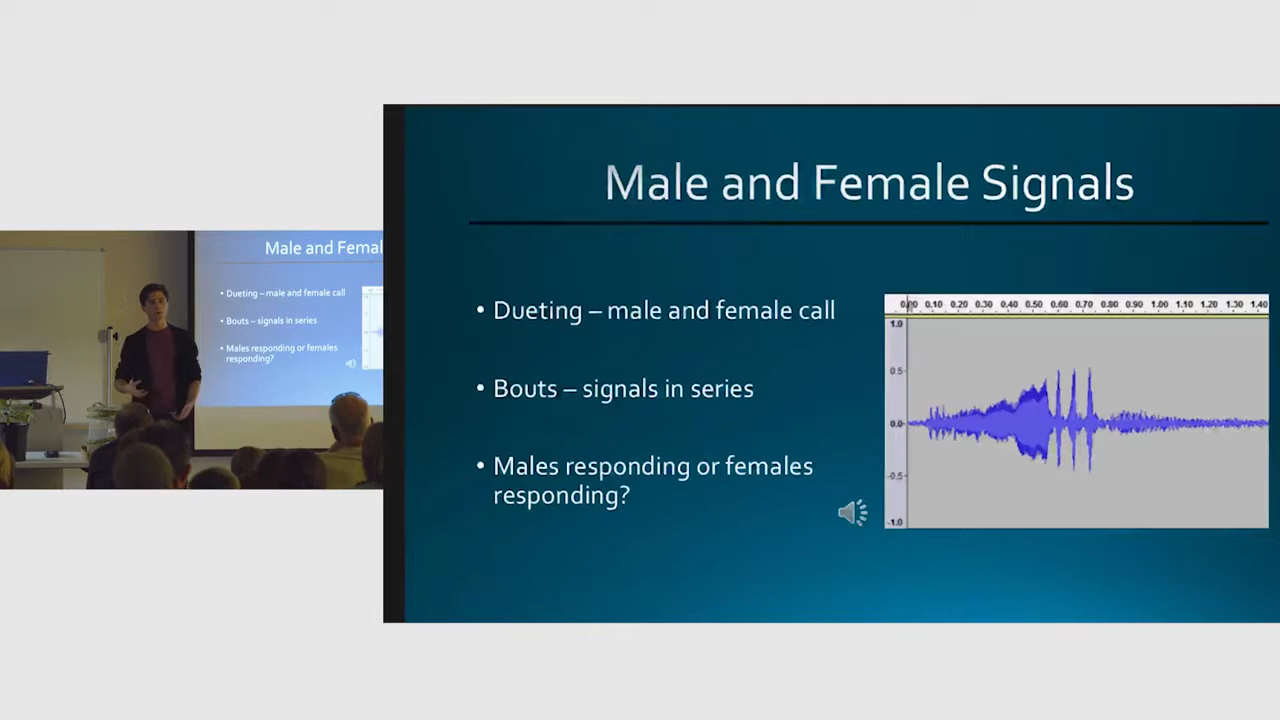 Male and Femal
• Dueting – male and female call
• Bouts – signals in series
• Males responding or females
responding?
Male and Female Signals
• Dueting – male and female call
• Bouts – signals in series
• Males responding or females
responding?
0.00 0.10 0.20 0.30 0.40 0.50 0.60 0.70 0.80 0.90 1.00 1.10 1.20 1.30 1.40
1.0
0.5-
0.0-
-0.5-
-1.0